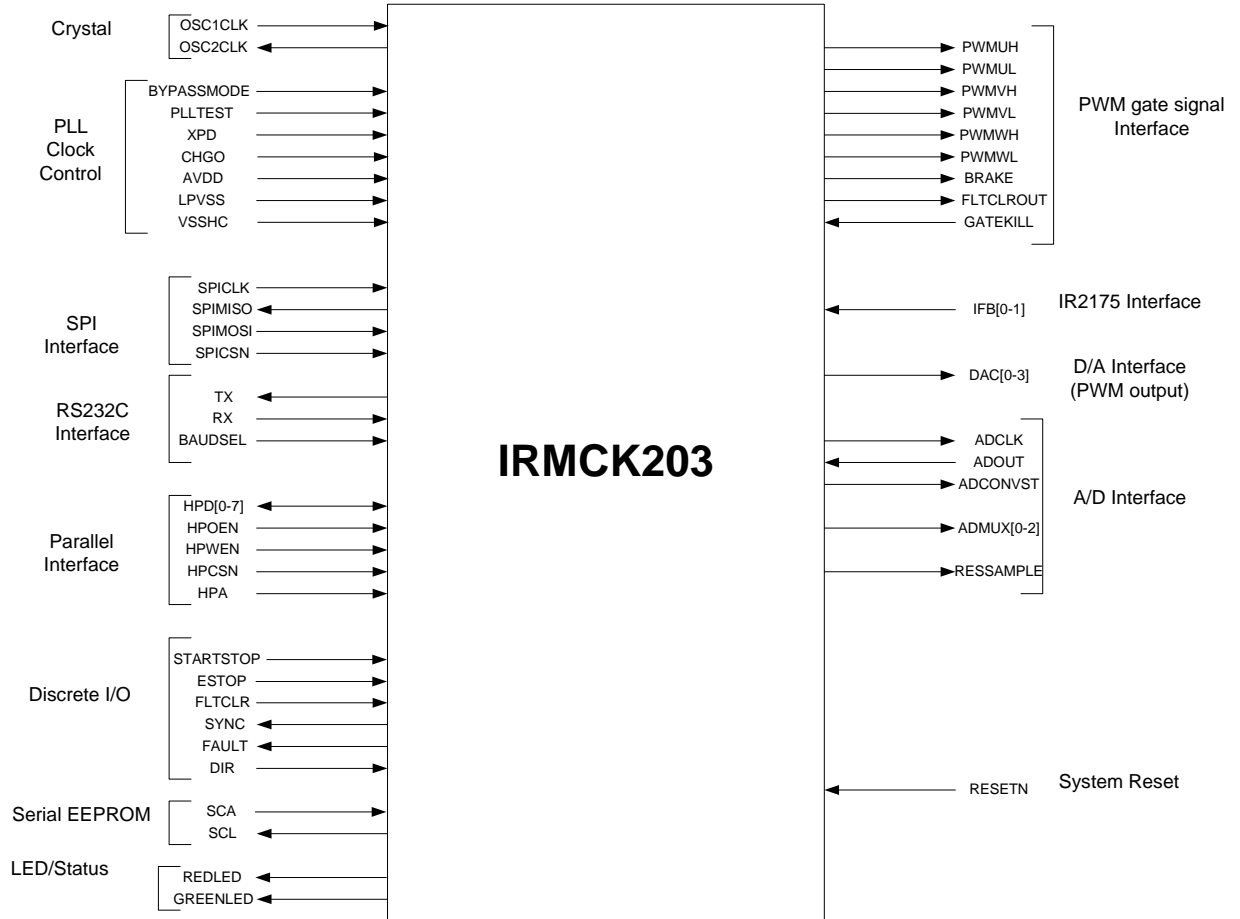 Crystal
OSC1CLK
OSC2CLK
PLL
Clock
Control
BYPASSMODE
PLLTEST
XPD
CHGO
AVDD
LPVSS
VSSHC
SPI
Interface
SPICLK
SPIMISO
SPIMOSI
SPICSN
RS232C
Interface
TX
RX
BAUDSEL
Parallel
Interface
HPD[0-7]
HPOEN
HPWEN
HPCSN
HPA
Discrete I/O
STARTSTOP
ESTOP
FLTCLR
SYNC
FAULT
DIR
Serial EEPROM
SCA
SCL
LED/Status
REDLED
GREENLED
IRMCK203
PWMUH
PWMUL
PWMVH
PWMVL
PWMWH
PWMWL
BRAKE
FLTCLROUT
GATEKILL
PWM gate signal
Interface
IFB[0-1]
IR2175 Interface
DAC[0-3]
D/A Interface
(PWM output)
ADCLK
ADOUT
ADCONVST
ADMUX[0-2]
RESSAMPLE
A/D Interface
RESETN
System Reset